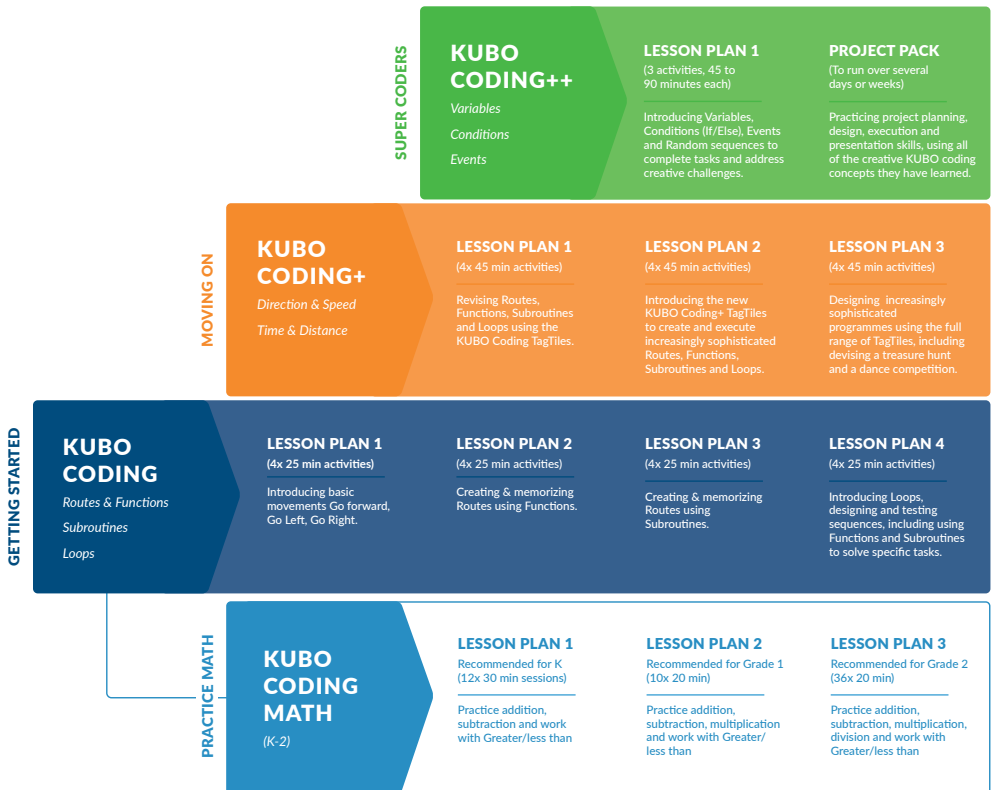 SUPER CODERS
KUBO
CODING++
Variables
Conditions
Events
LESSON PLAN 1
(3 activities, 45 to
90 minutes each)
Introducing Variables,
Conditions (If/Else), Events
and Random sequences to
complete tasks and address
creative challenges.
PROJECT PACK
(To run over several
days or weeks)
Practicing project planning,
design, execution and
presentation skills, using all
of the creative KUBO coding
concepts they have learned.
MOVING ON
KUBO
CODING+
Direction & Speed
Time & Distance
LESSON PLAN 1
(4x 45 min activities)
Revising Routes,
Functions, Subroutines
and Loops using the
KUBO Coding TagTiles.
LESSON PLAN 2
(4x 45 min activities)
Introducing the new
KUBO Coding+ TagTiles
to create and execute
increasingly sophisticated
Routes, Functions,
Subroutines and Loops.
LESSON PLAN 3
(4x 45 min activities)
Designing increasingly
sophisticated
programmes using the full
range of TagTiles, including
devising a treasure hunt
and a dance competition.
GETTING STARTED
KUBO
CODING
Routes & Functions
Subroutines
Loops
LESSON PLAN 1
(4x 25 min activities)
Introducing basic
movements Go forward,
Go Left, Go Right.
LESSON PLAN 2
(4x 25 min activities)
Creating & memorizing
Routes using Functions.
LESSON PLAN 3
(4x 25 min activities)
Creating & memorizing
Routes using
Subroutines.
LESSON PLAN 4
(4x 25 min activities)
Introducing Loops,
designing and testing
sequences, including using
Functions and Subroutines
to solve specific tasks.
PRACTICE MATH
KUBO
CODING
MATH
(K-2)
LESSON PLAN 1
Recommended for K
(12x 30 min sessions)
Practice addition,
subtraction and work
with Greater/less than
LESSON PLAN 2
Recommended for Grade 1
(10x 20 min)
Practice addition,
subtraction, multiplication
and work with Greater/
less than
LESSON PLAN 3
Recommended for Grade 2
(36x 20 min)
Practice addition,
subtraction, multiplication,
division and work with
Greater/less than